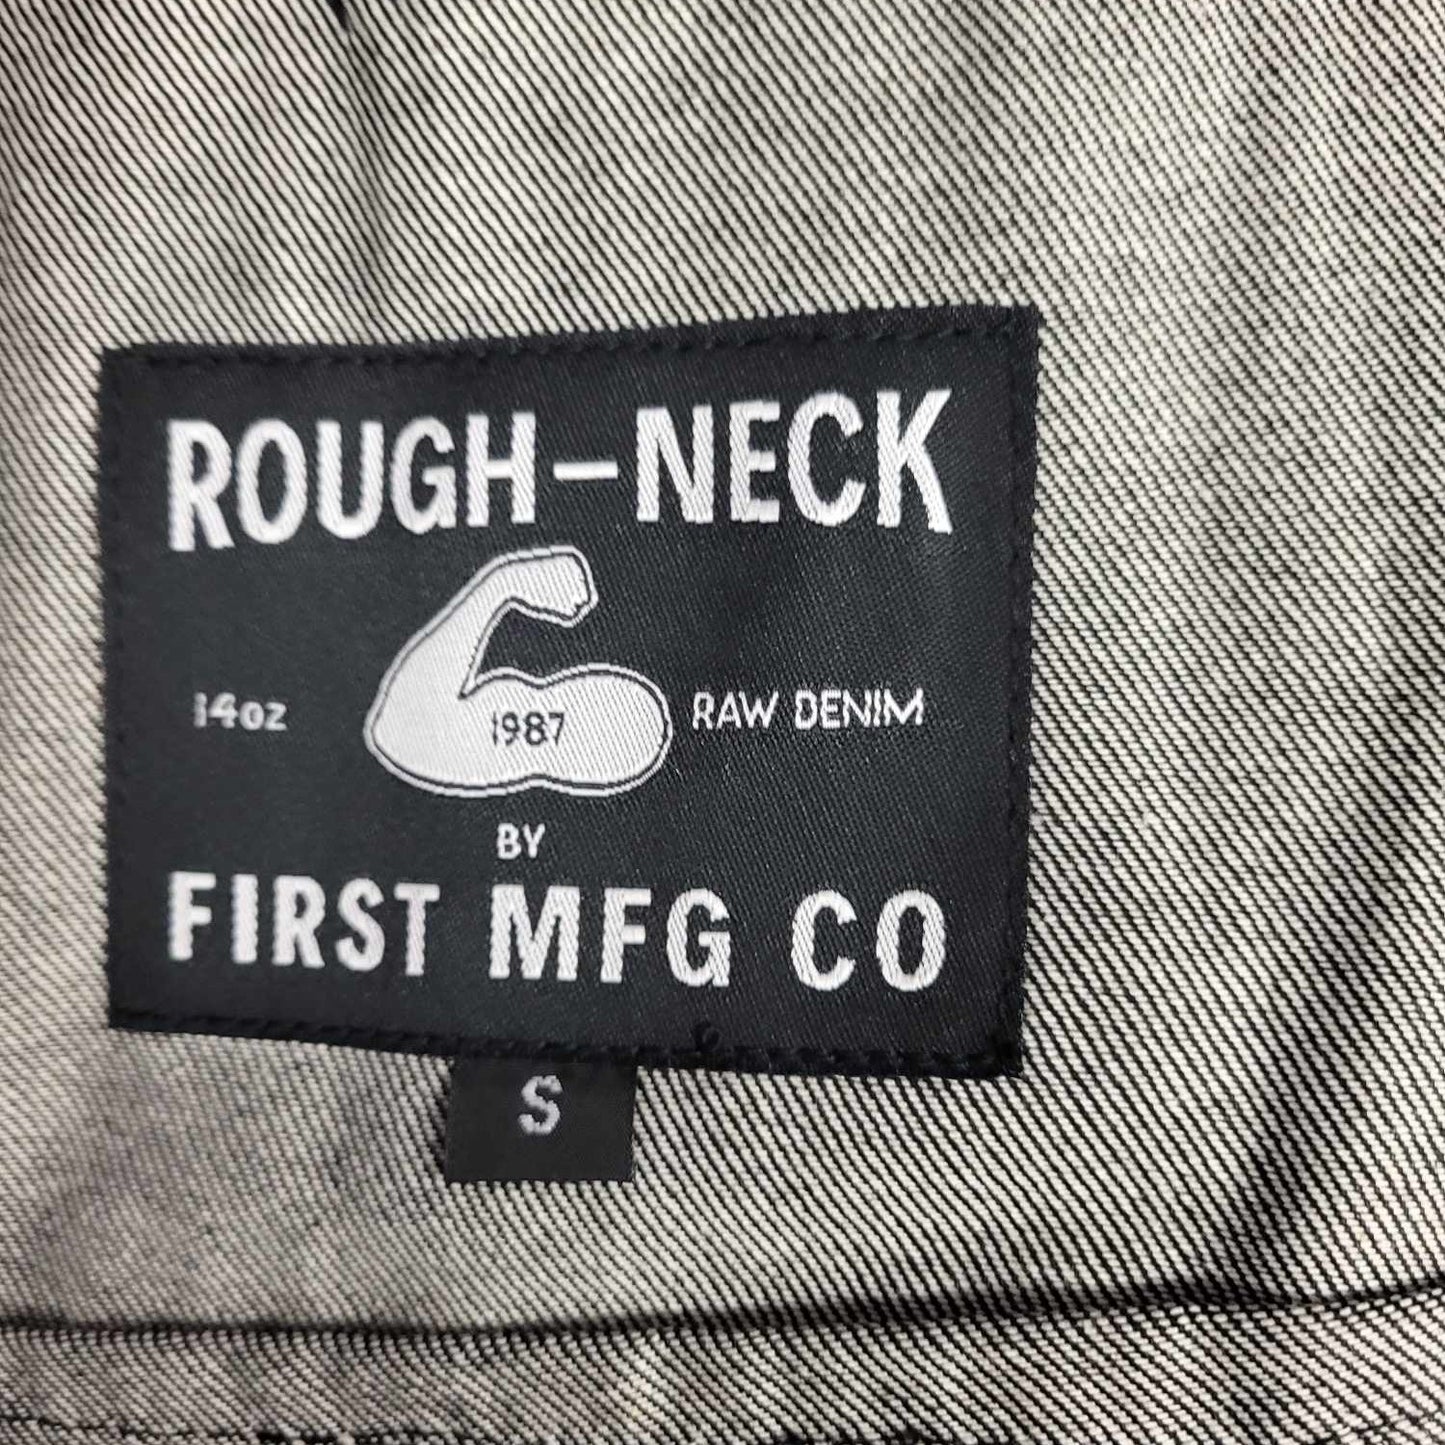 ROUGH-NECK
14oz 1987 RAW DENIM
BY
FIRST MFG CO
S